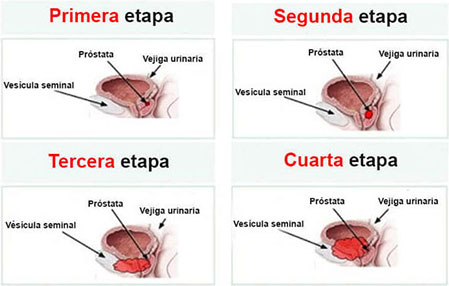 Primera etapa
Segunda etapa
Próstata
Vejiga urinaria
Vesícula seminal
Próstata
Vejiga urinaria
Vesícula seminal
Tercera etapa
Cuarta etapa
Próstata
Vejiga urinaria
Vésícula seminal
Próstata
Vejiga urinaria
Vesícula seminal